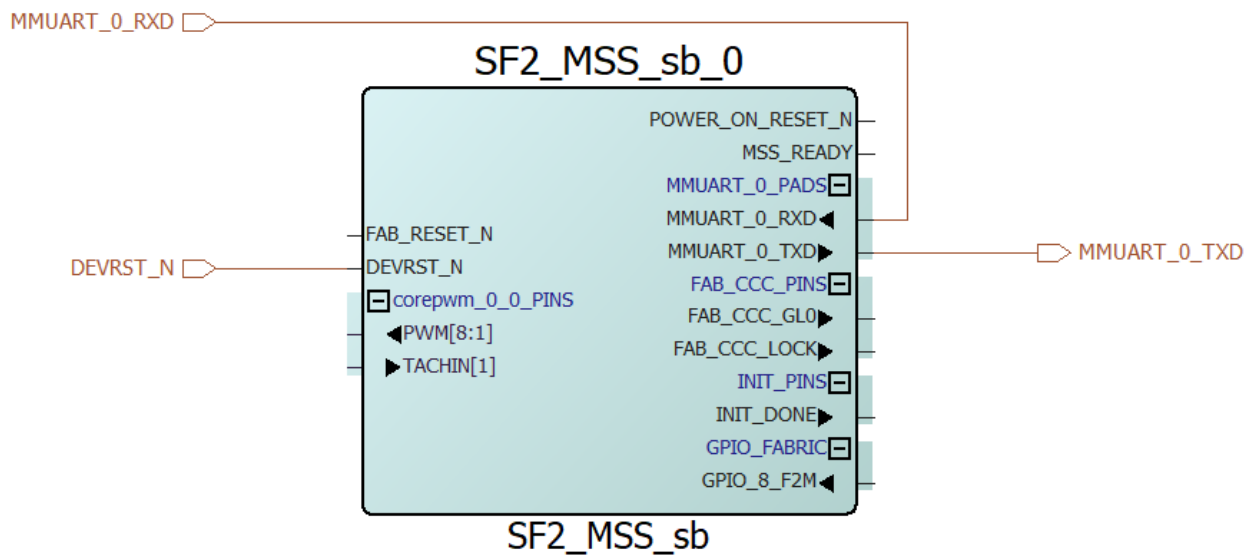 MMUART_0_RXD
SF2_MSS_sb_0
POWER_ON_RESET_N
MSS_READY
MMUART_0_PADS
MMUART_0_RXD
FAB_RESET_N
MMUART_0_TXD
MMUART_0_TXD
DEVRST_N
DEVRST_N
FAB_CCC_PINS
corepwm_0_0_PINS
FAB_CCC_GL0
PWM[8:1]
FAB_CCC_LOCK
TACHIN[1]
INIT_PINS
INIT_DONE
GPIO_FABRIC
GPIO_8_F2M
SF2_MSS_sb